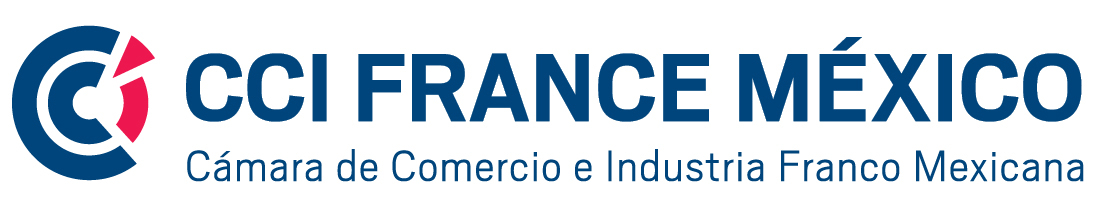 CCI FRANCE MÉXICO
Cámara de Comercio e Industria Franco Mexicana